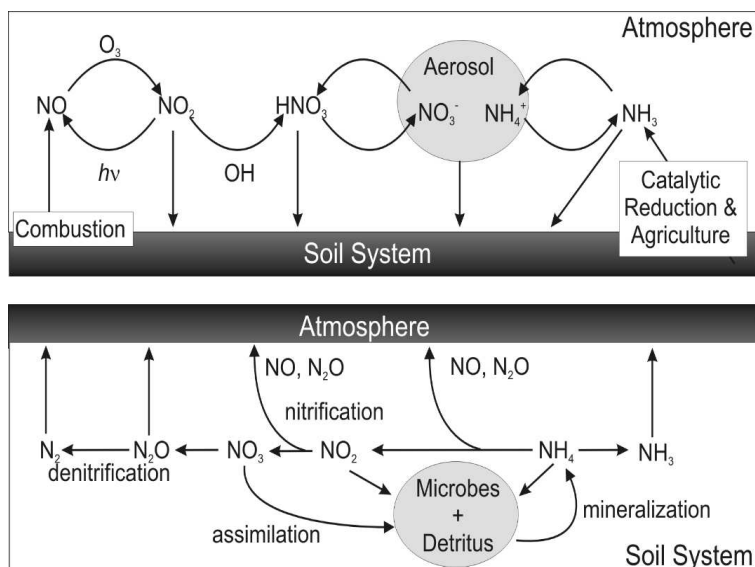 Atmosphere
O₃
Aerosol
NO
NO₂
HNO₃
NO₃⁻
NH₄⁺
NH₃
hν
OH
Combustion
Catalytic
Reduction &
Agriculture
Soil System
Atmosphere
NO, N₂O
NO, N₂O
nitrification
N₂
N₂O
NO₃
NO₂
NH₄
NH₃
denitrification
Microbes
+
Detritus
assimilation
mineralization
Soil System